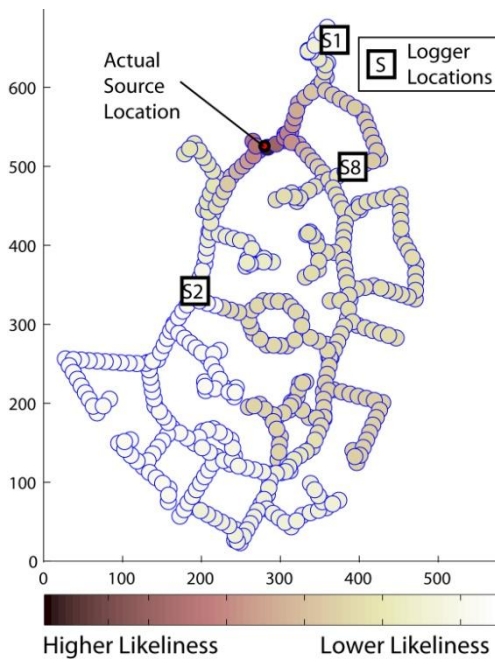 S1
S
Logger
Locations
Actual
Source
Location
600
500
S8
400
S2
300
200
100
0
0 100 200 300 400 500
Higher Likeliness Lower Likeliness